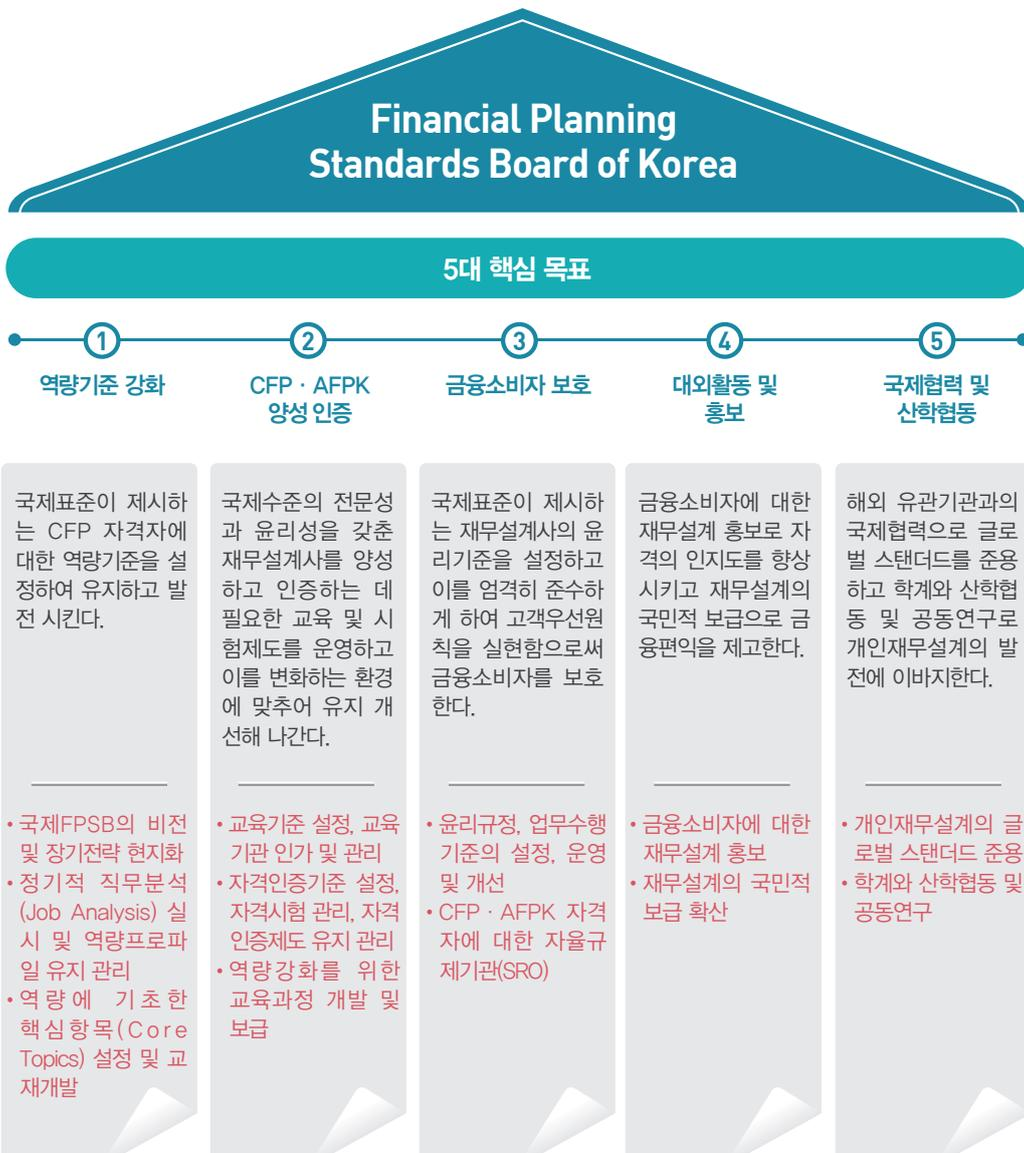 Financial Planning
Standards Board of Korea
5대 핵심 목표
1
역량기준 강화
2
CFP · AFPK
양성 인증
3
금융소비자 보호
4
대외활동 및
홍보
5
국제협력 및
산학협동
국제표준이 제시하
는 CFP 자격자에
대한 역량기준을 설
정하여 유지하고 발
전 시킨다.
• 국제FPSB의 비전
및 장기전략 현지화
• 정기적 직무분석
(Job Analysis) 실
시 및 역량프로파
일 유지 관리
• 역량에 기초한
핵심항목(Core
Topics) 설정 및 교
재개발
국제수준의 전문성
과 윤리성을 갖춘
재무설계사를 양성
하고 인증하는 데
필요한 교육 및 시
험제도를 운영하고
이를 변화하는 환경
에 맞추어 유지 개
선해 나간다.
• 교육기준 설정, 교육
기관 인가 및 관리
• 자격인증기준 설정,
자격시험 관리, 자격
인증제도 유지 관리
• 역량강화를 위한
교육과정 개발 및
보급
국제표준이 제시하
는 재무설계사의 윤
리기준을 설정하고
이를 엄격히 준수하
게 하여 고객우선원
칙을 실현함으로써
금융소비자를 보호
한다.
• 윤리규정, 업무수행
기준의 설정, 운영
및 개선
• CFP · AFPK 자격
자에 대한 자율규
제기관(SRO)
금융소비자에 대한
재무설계 홍보로 자
격의 인지도를 향상
시키고 재무설계의
국민적 보급으로 금
융편익을 제고한다.
• 금융소비자에 대한
재무설계 홍보
• 재무설계의 국민적
보급 확산
해외 유관기관과의
국제협력으로 글로
벌 스탠더드를 준용
하고 학계와 산학협
동 및 공동연구로
개인재무설계의 발
전에 이바지한다.
• 개인재무설계의 글
로벌 스탠더드 준용
• 학계와 산학협동 및
공동연구